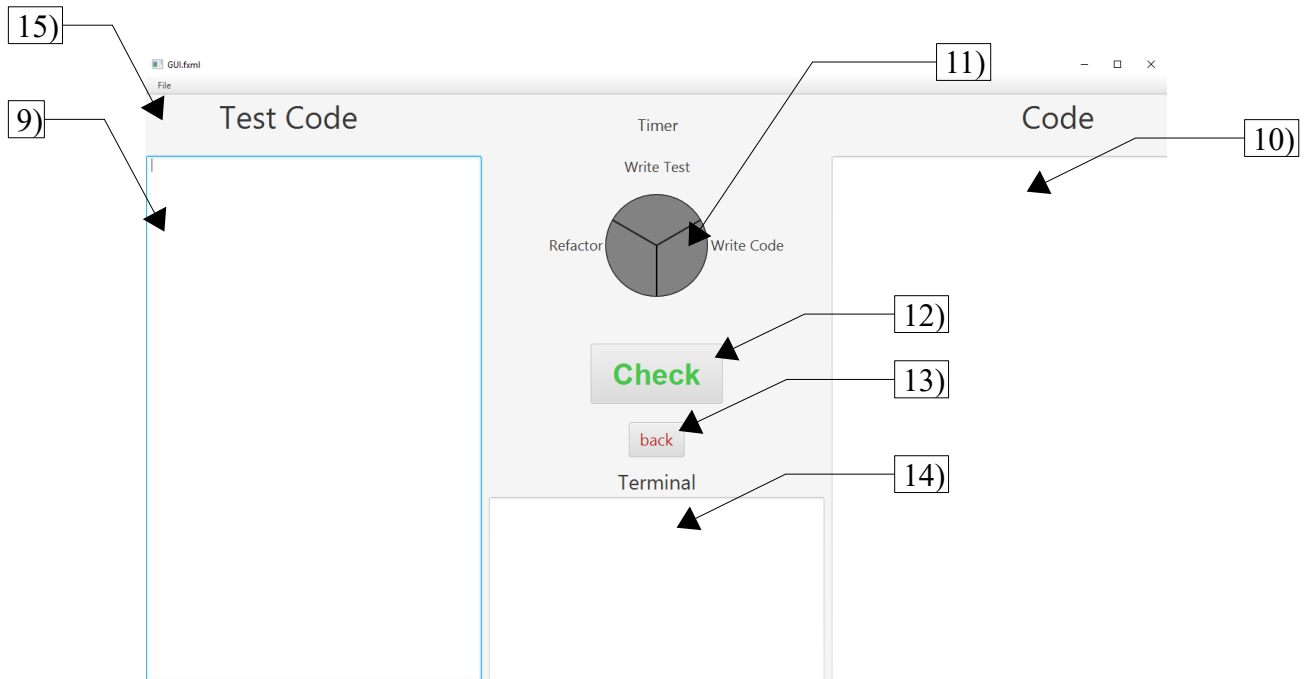 15)
11)
GUI.fxml
File
9)
Test Code
Timer
Code
10)
Write Test
Refactor
Write Code
12)
Check
13)
back
14)
Terminal